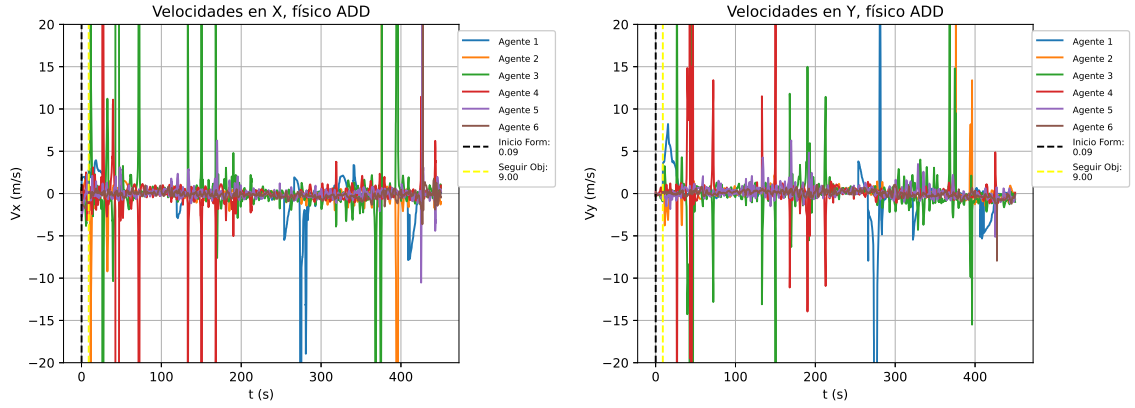 Velocidades en X, físico ADD
20
15
10
5
0
−5
−10
−15
−20
Vx (m/s)
0
100
200
300
400
t (s)
Agente 1
Agente 2
Agente 3
Agente 4
Agente 5
Agente 6
Inicio Form:
0.09
Seguir Obj:
9.00
Velocidades en Y, físico ADD
20
15
10
5
0
−5
−10
−15
−20
Vy (m/s)
0
100
200
300
400
t (s)
Agente 1
Agente 2
Agente 3
Agente 4
Agente 5
Agente 6
Inicio Form:
0.09
Seguir Obj:
9.00